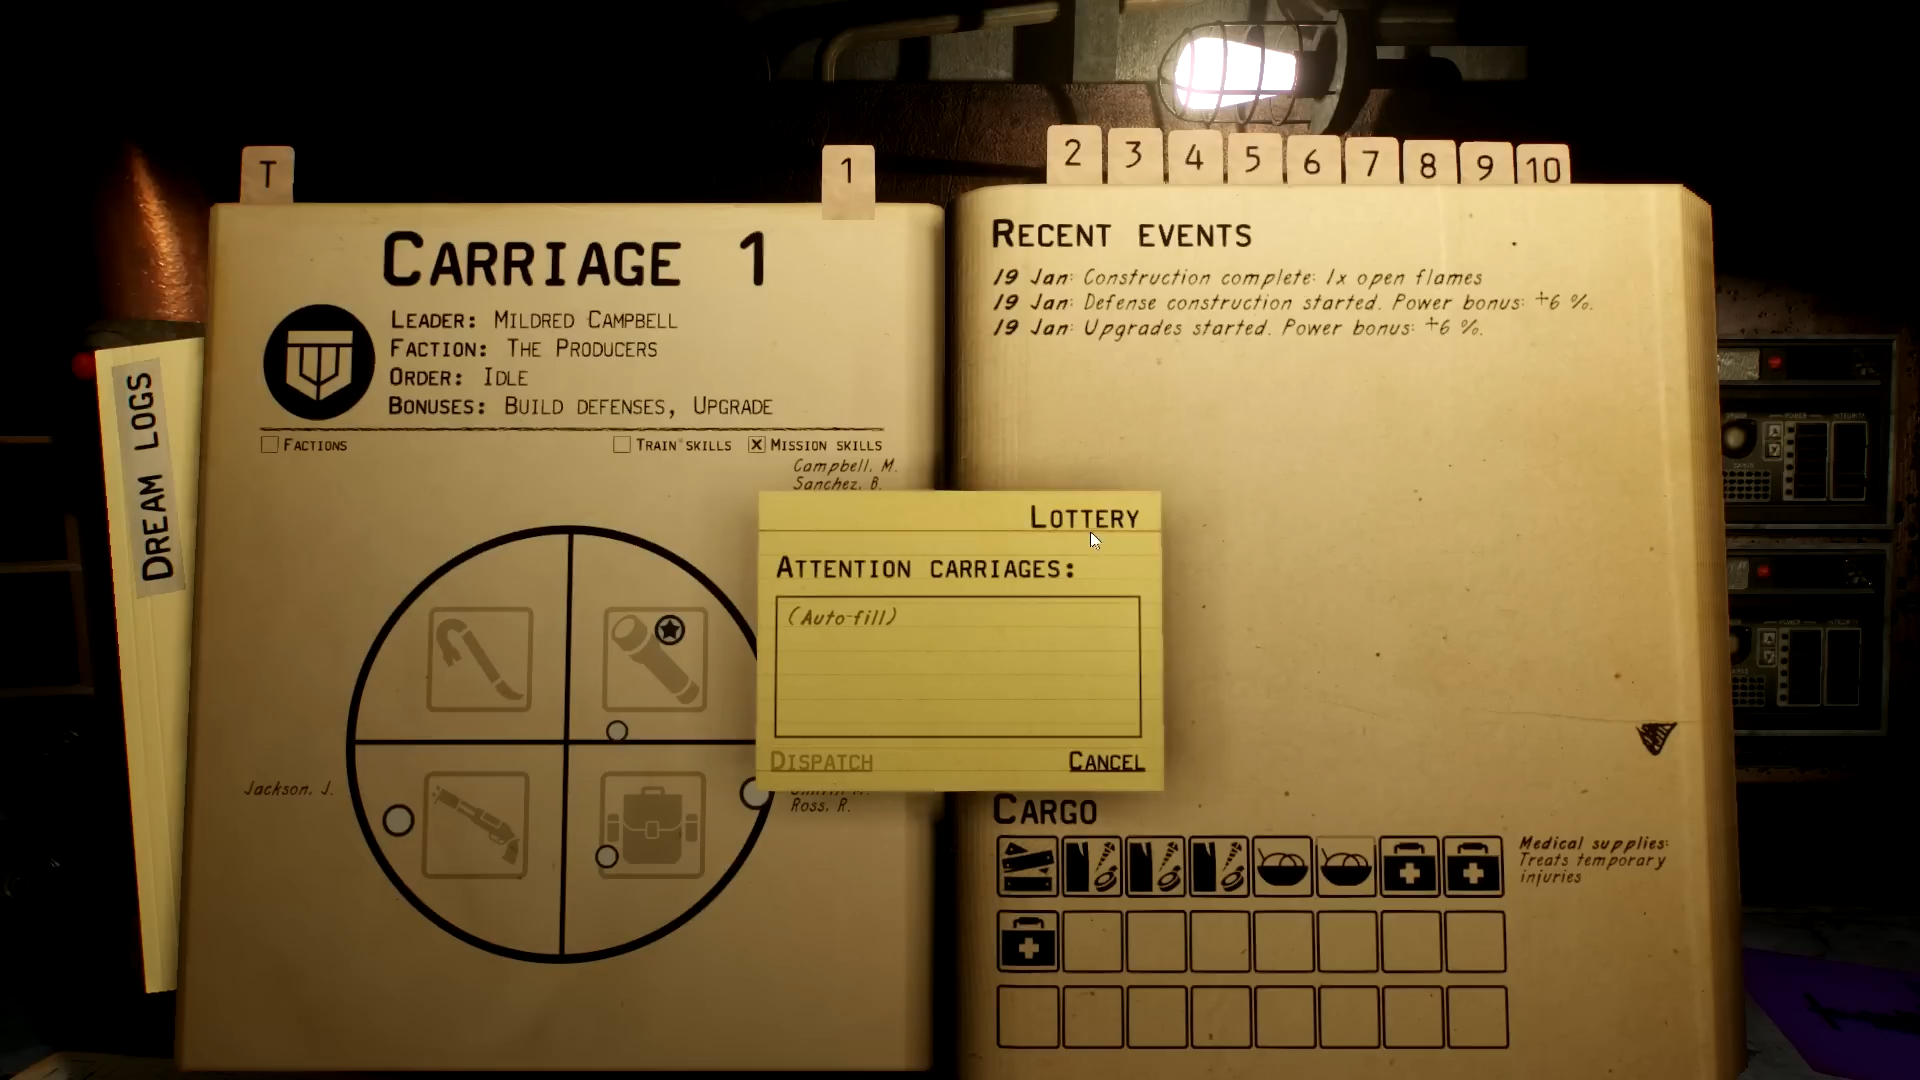 T
1
2
3
4
5
6
7
8
9
10
DREAM LOGS
CARRIAGE 1
LEADER: MILDRED CAMPBELL
FACTION: THE PRODUCERS
ORDER: IDLE
BONUSES: BUILD DEFENSES, UPGRADE
FACTIONS
TRAIN SKILLS
MISSION SKILLS
Campbell, M.
Sanchez, B.
Jackson, J.
Ross, R.
RECENT EVENTS
19 Jan: Construction complete: 1x open flames
19 Jan: Defense construction started. Power bonus: +6 %.
19 Jan: Upgrades started. Power bonus: +6 %.
LOTTERY
ATTENTION CARRIAGES:
(Auto-fill)
DISPATCH
CANCEL
CARGO
Medical supplies:
Treats temporary
injuries